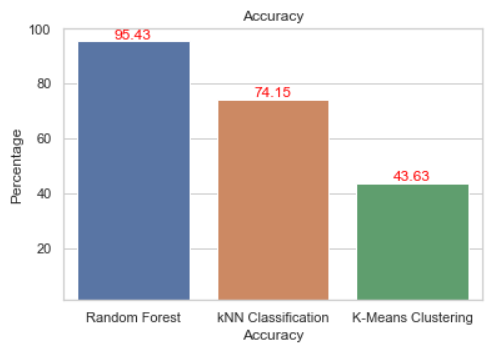 Accuracy
100
95.43
80
74.15
60
43.63
40
20
Percentage
Random Forest kNN Classification K-Means Clustering
Accuracy